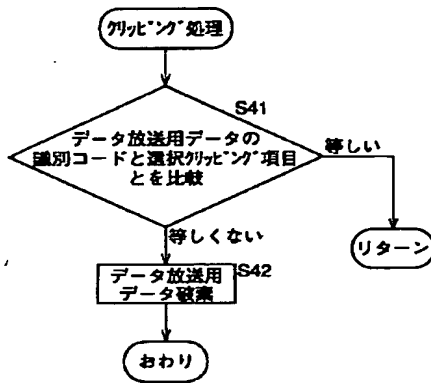 クリッピング処理
S41
データ放送用データの
識別コードと選択クリッピング項目
とを比較
等しい
等しくない
リターン
データ放送用
データ破棄
S42
おわり